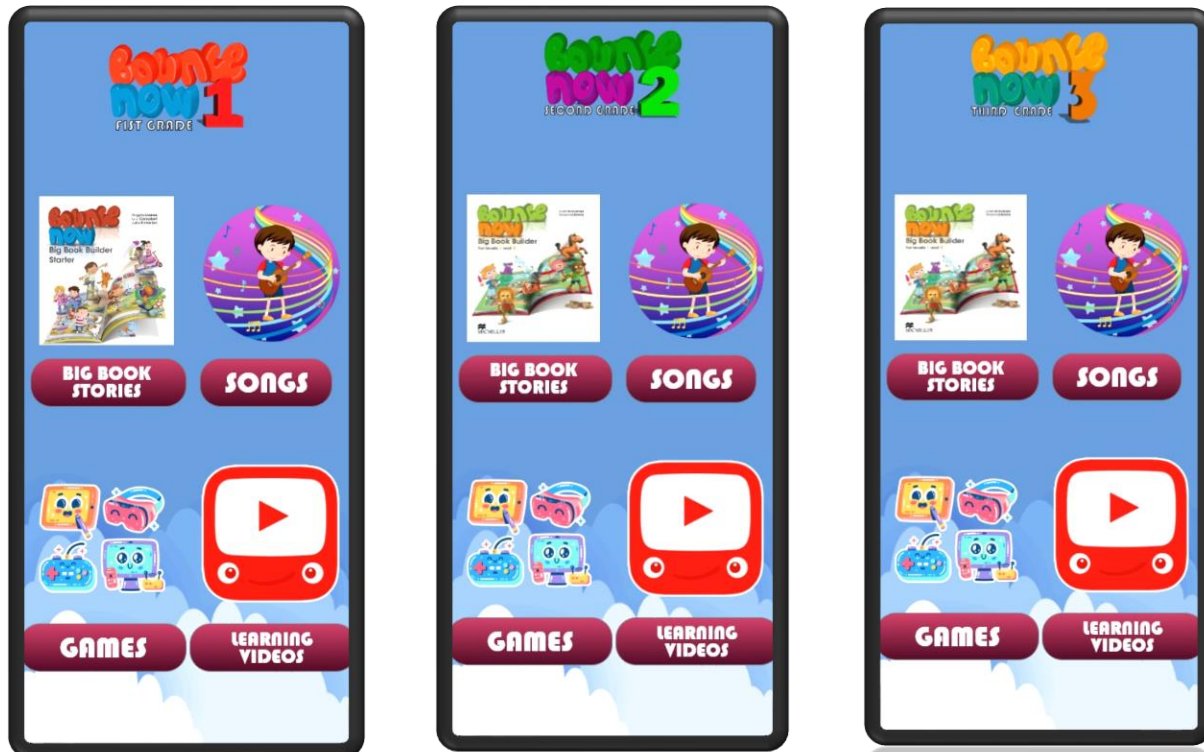 BOUNCE
NOW 1
FIST GRADE
BOUNCE
NOW
Big Book Builder
Starter
BIG BOOK
STORIES
SONGS
GAMES
LEARNING
VIDEOS
BOUNCE
NOW 2
SECOND GRADE
BOUNCE
NOW
Big Book Builder
MACMILLAN
BIG BOOK
STORIES
SONGS
GAMES
LEARNING
VIDEOS
BOUNCE
NOW 3
THIRD GRADE
BOUNCE
NOW
Big Book Builder
MACMILLAN
BIG BOOK
STORIES
SONGS
GAMES
LEARNING
VIDEOS